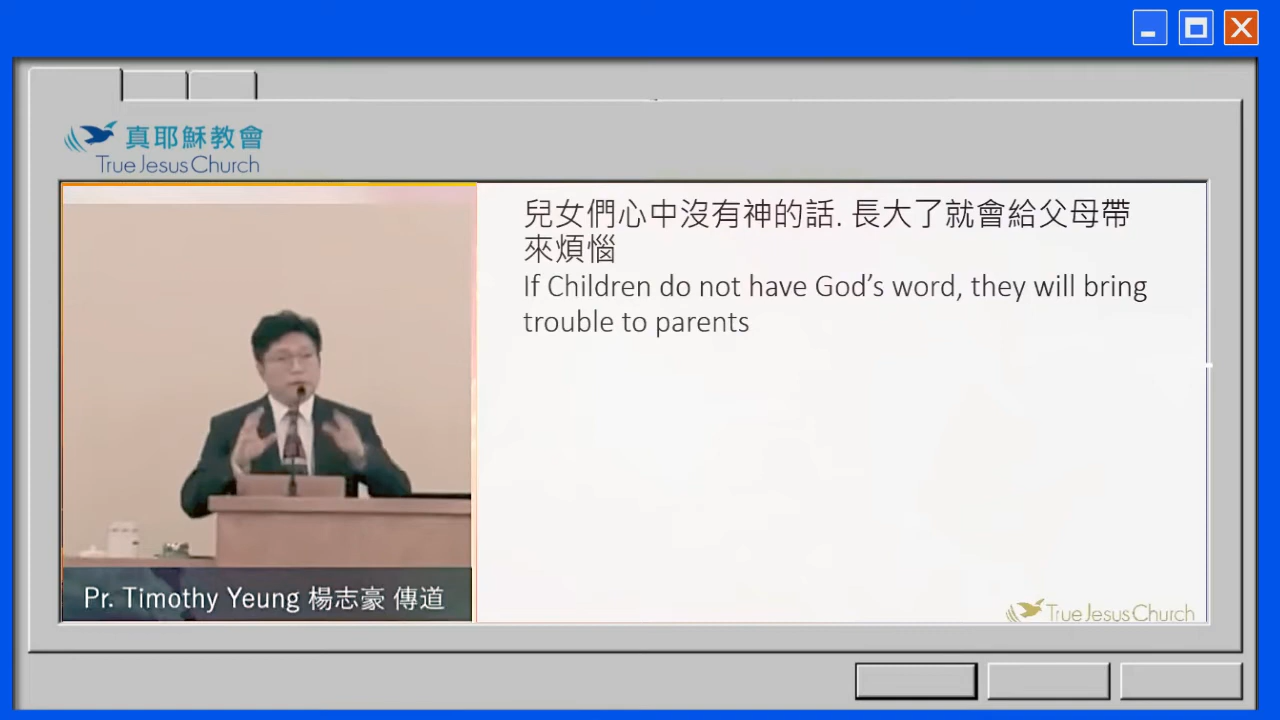 真耶穌教會
True Jesus Church
兒女們心中沒有神的話. 長大了就會給父母帶
來煩惱
If Children do not have God’s word, they will bring
trouble to parents
Pr. Timothy Yeung 楊志豪 傳道
True Jesus Church